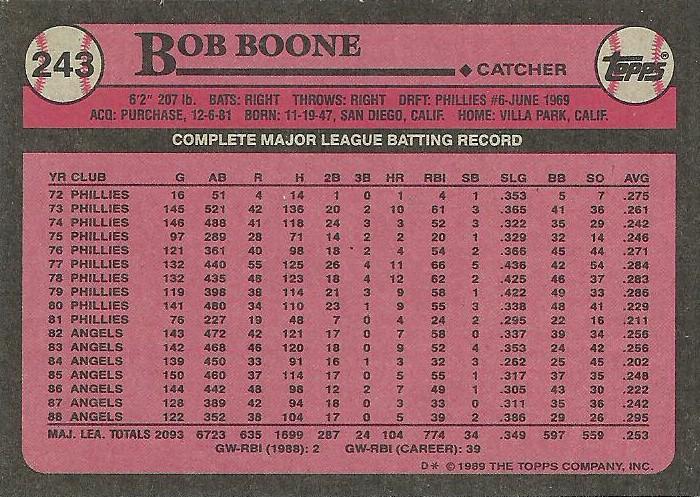 243 BOB BOONE TOPPS®
CATCHER
6'2" 207 lb. BATS: RIGHT THROWS: RIGHT DRFT: PHILLIES #6-JUNE 1969
ACQ: PURCHASE, 12-6-81 BORN: 11-19-47, SAN DIEGO, CALIF. HOME: VILLA PARK, CALIF.
COMPLETE MAJOR LEAGUE BATTING RECORD
YR CLUB G AB R H 2B 3B HR RBI SB SLG BB SO AVG
72 PHILLIES 16 51 4 14 1 0 1 4 1 .353 5 7 .275
73 PHILLIES 145 521 42 136 20 2 10 61 3 .365 41 36 .261
74 PHILLIES 146 488 41 118 24 3 3 52 3 .322 35 29 .242
75 PHILLIES 97 289 28 71 14 2 2 20 1 .329 32 14 .246
76 PHILLIES 121 361 40 98 18 2 4 54 2 .366 45 44 .271
77 PHILLIES 132 440 55 125 26 4 11 66 5 .436 42 54 .284
78 PHILLIES 132 435 48 123 18 4 12 62 2 .425 46 37 .283
79 PHILLIES 119 398 38 114 21 3 9 58 1 .422 49 33 .286
80 PHILLIES 141 480 34 110 23 1 9 55 3 .338 48 41 .229
81 PHILLIES 76 227 19 48 7 0 4 24 2 .295 22 16 .211
82 ANGELS 143 472 42 121 17 0 7 58 0 .337 39 34 .256
83 ANGELS 142 468 46 120 18 0 9 52 4 .353 24 42 .256
84 ANGELS 139 450 33 91 16 1 3 32 3 .262 25 45 .202
85 ANGELS 150 460 37 114 17 0 5 55 1 .317 37 35 .248
86 ANGELS 144 442 48 98 12 2 7 49 1 .305 43 30 .222
87 ANGELS 128 389 42 94 18 0 3 33 0 .311 35 36 .242
88 ANGELS 122 352 38 104 17 0 5 39 2 .386 29 26 .295
MAJ. LEA. TOTALS 2093 6723 635 1699 287 24 104 774 34 .349 597 559 .253
GW-RBI (1988): 2 GW-RBI (CAREER): 39
D* © 1989 THE TOPPS COMPANY, INC.